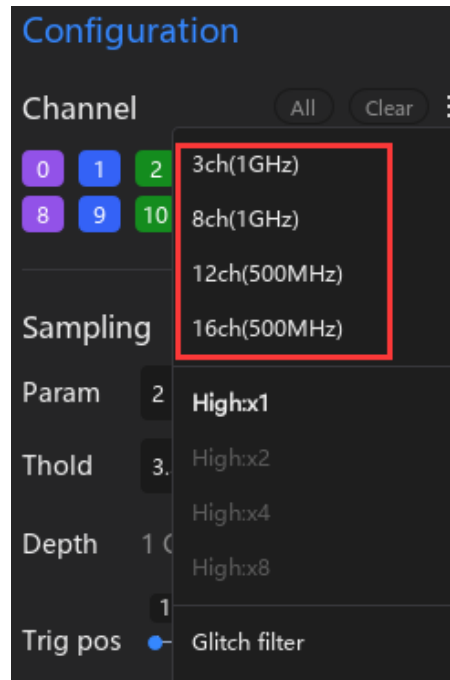 Configuration
Channel All Clear
0 1 2
8 9 10
3ch(1GHz)
8ch(1GHz)
12ch(500MHz)
16ch(500MHz)
Sampling
Param 2
High:x1
Thold 3.
High:x2
High:x4
Depth 1
High:x8
1
Trig pos
Glitch filter